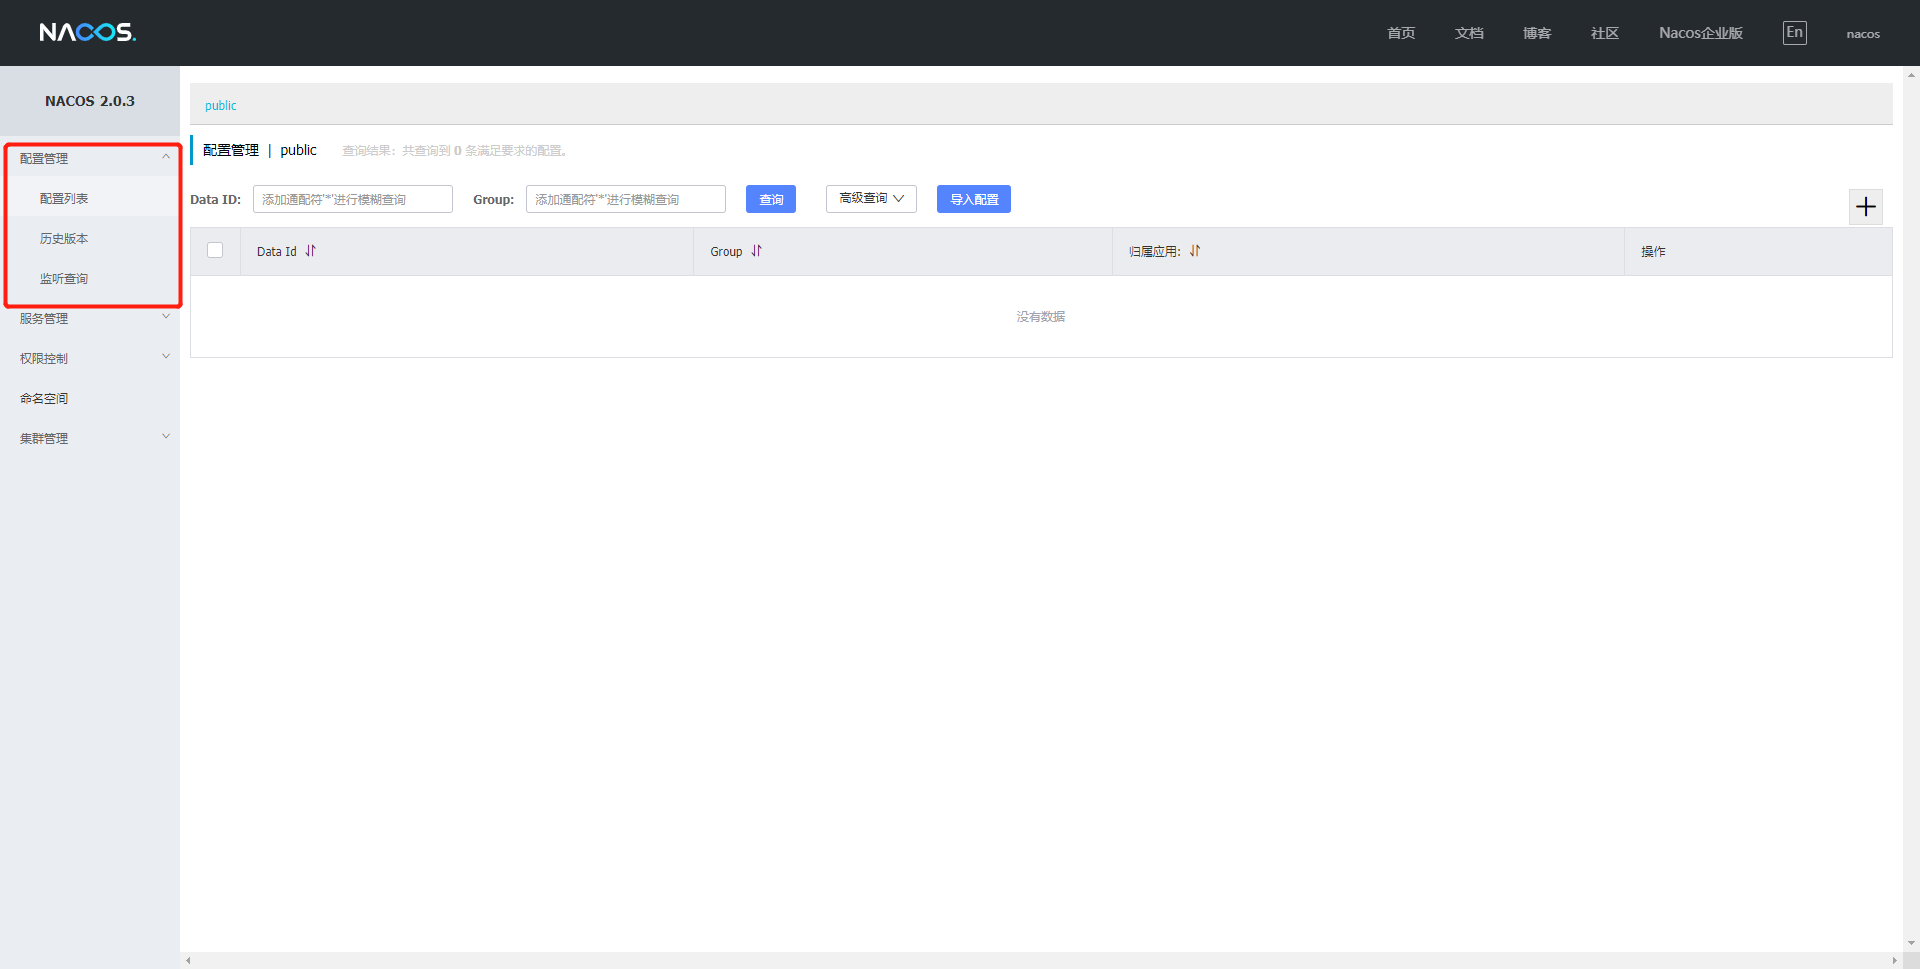 NACOS.
首页 文档 博客 社区 Nacos企业版 En nacos
NACOS 2.0.3
配置管理
配置列表
历史版本
监听查询
服务管理
权限控制
命名空间
集群管理
public
配置管理 | public 查询结果：共查询到 0 条满足要求的配置。
Data ID: 添加通配符'*'进行模糊查询 Group: 添加通配符'*'进行模糊查询 查询 高级查询 导入配置
Data Id Group 归属应用: 操作
没有数据